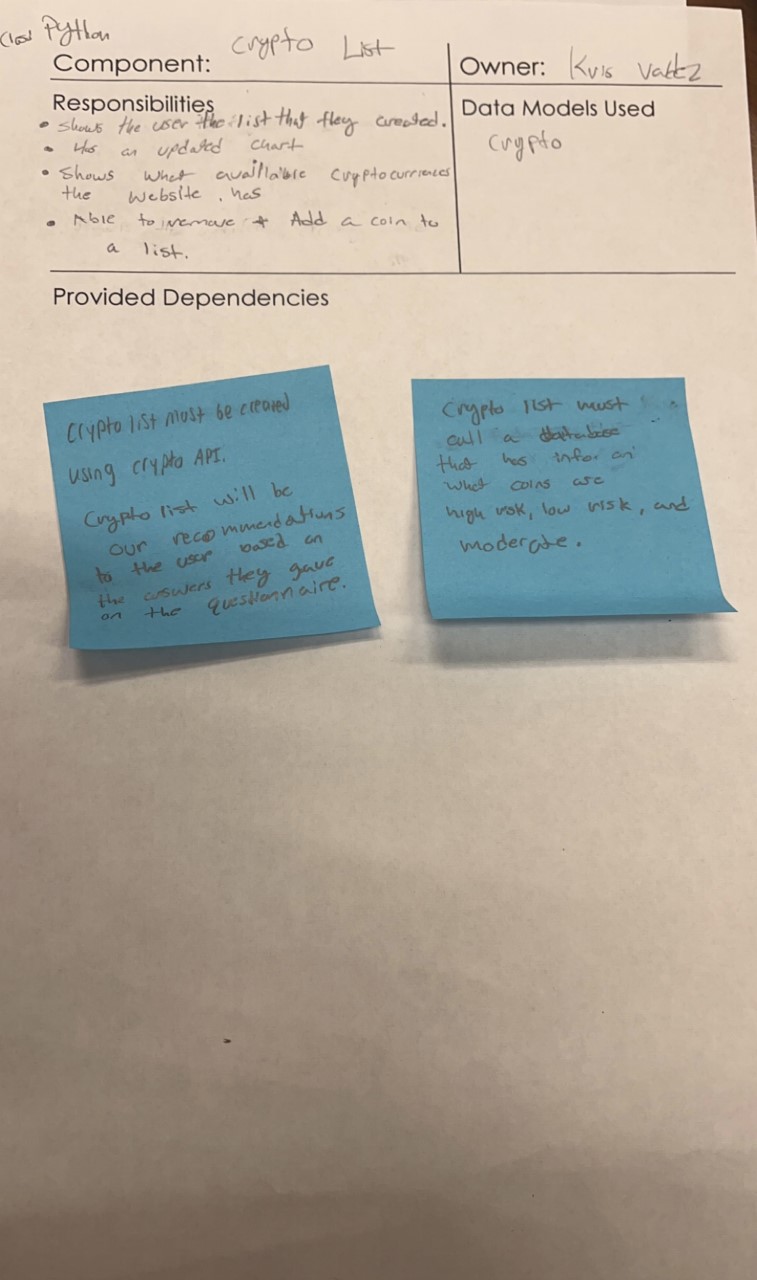 Python
Component: Crypto List
Owner:
Responsibilities
• Shows the user the list that they created.
• Has an updated chart
• Shows what availlable cryptocurrencies
the website has
• Able to remove + Add a coin to
a list.
Data Models Used
Crypto
Provided Dependencies
Crypto list must be created
using crypto API.
Crypto list will be
our recommendations
to the user based on
the answers they gave
on the questionnaire.
Crypto list must
call a database
that has info on
what coins are
high risk, low risk, and
moderate.